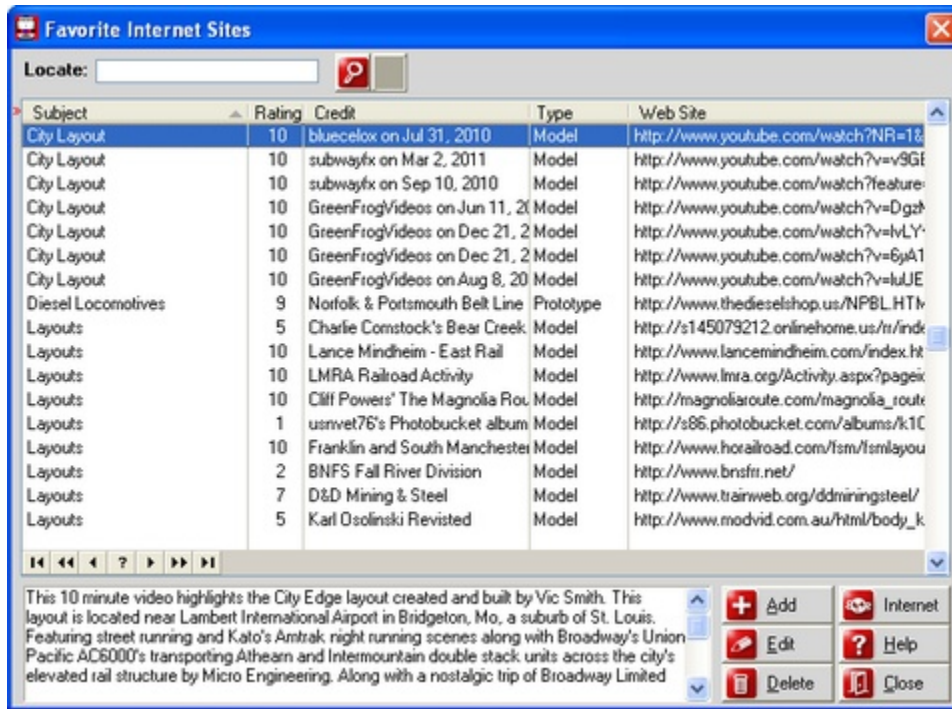 Favorite Internet Sites
Locate:
Subject Rating Credit Type Web Site
City Layout 10 bluecelox on Jul 31, 2010 Model http://www.youtube.com/watch?NR=1&
City Layout 10 subwayfx on Mar 2, 2011 Model http://www.youtube.com/watch?v=v9GE
City Layout 10 subwayfx on Sep 10, 2010 Model http://www.youtube.com/watch?feature=
City Layout 10 GreenFrogVideos on Jun 11, 20 Model http://www.youtube.com/watch?v=DgzM
City Layout 10 GreenFrogVideos on Dec 21, 2 Model http://www.youtube.com/watch?v=lvLY
City Layout 10 GreenFrogVideos on Dec 21, 2 Model http://www.youtube.com/watch?v=6yA1
City Layout 10 GreenFrogVideos on Aug 8, 20 Model http://www.youtube.com/watch?v=luUE
Diesel Locomotives 9 Norfolk & Portsmouth Belt Line Prototype http://www.thedieselshop.us/NPBL.HTM
Layouts 5 Charlie Comstock's Bear Creek Model http://s145079212.onlinehome.us/rr/inde
Layouts 10 Lance Mindheim - East Rail Model http://www.lancemindheim.com/index.ht
Layouts 10 LMRA Railroad Activity Model http://www.lmra.org/Activity.aspx?pageid
Layouts 10 Cliff Powers' The Magnolia Rou Model http://magnoliaroute.com/magnolia_route
Layouts 1 usnvet76's Photobucket album Model http://s86.photobucket.com/albums/k10
Layouts 10 Franklin and South Manchester Model http://www.horailroad.com/fsm/fsmlayou
Layouts 2 BNFS Fall River Division Model http://www.bnsfrr.net/
Layouts 7 D&D Mining & Steel Model http://www.trainweb.org/ddminingsteel/
Layouts 5 Karl Osolinski Revisted Model http://www.modvid.com.au/html/body_k
This 10 minute video highlights the City Edge layout created and built by Vic Smith. This
layout is located near Lambert International Airport in Bridgeton, Mo, a suburb of St. Louis.
Featuring street running and Kato's Amtrak night running scenes along with Broadway's Union
Pacific AC6000's transporting Athearn and Intermountain double stack units across the city's
elevated rail structure by Micro Engineering. Along with a nostalgic trip of Broadway Limited
Add Internet
Edit Help
Delete Close